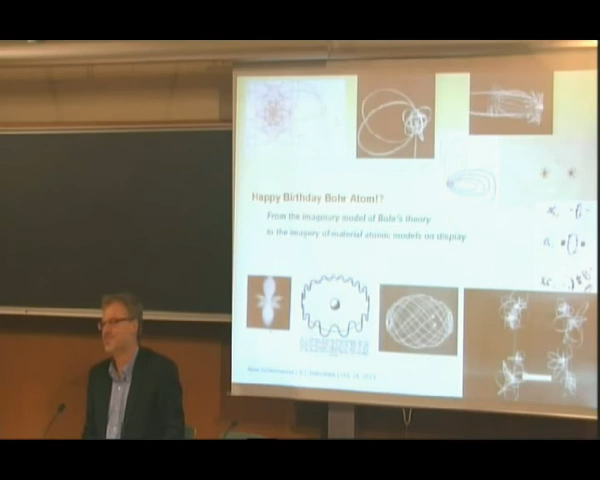 Happy Birthday Bohr Atom!?
From the imaginary model of Bohr's theory
to the imagery of material atomic models on display